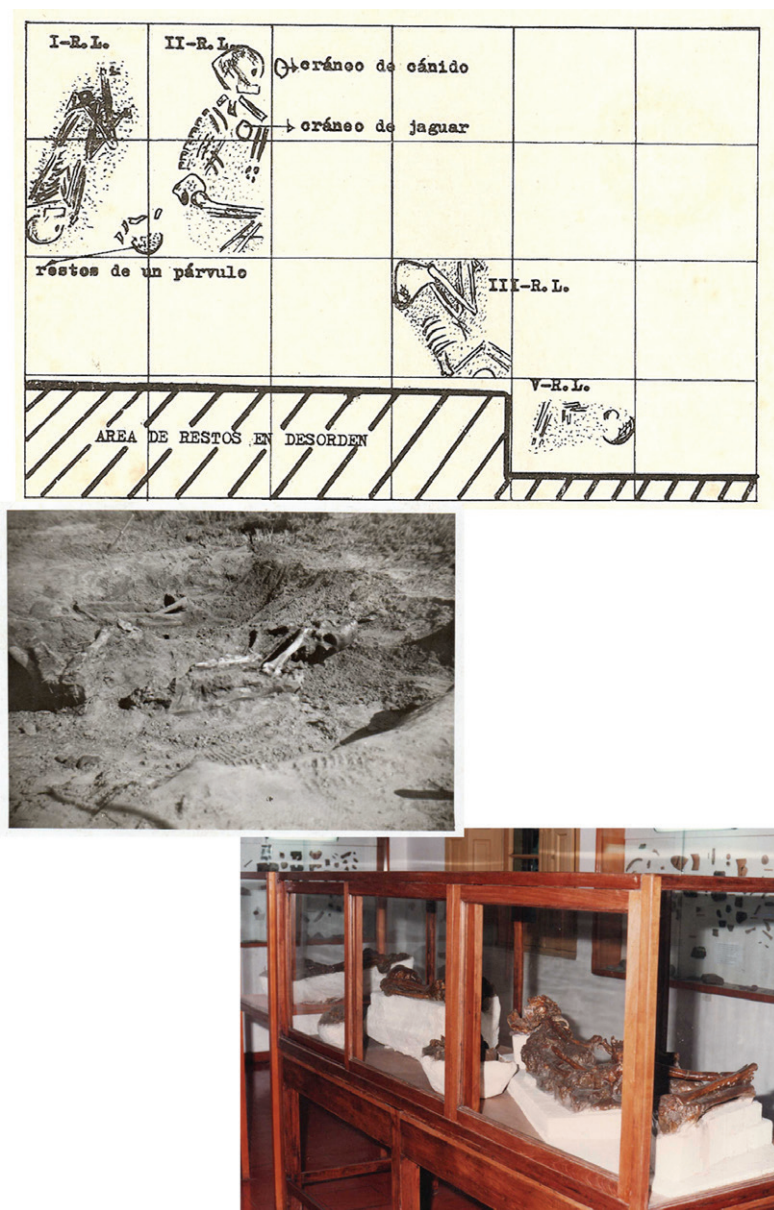 I-R.L.
II-R.L.
cráneo de cánido
cráneo de jaguar
restos de un párvulo
III-R.L.
V-R.L.
AREA DE RESTOS EN DESORDEN